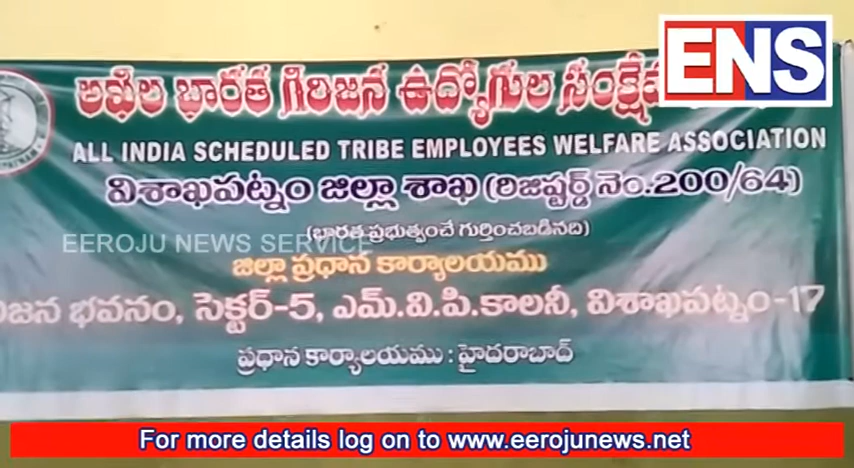 ENS
అఖిల భారత గిరిజన ఉద్యోగుల
ALL INDIA SCHEDULED TRIBE EMPLOYEES WELFARE ASSOCIATION
విశాఖపట్నం జిల్లా శాఖ (రిజిష్టర్డ్ నెం.200/64)
(భారత ప్రభుత్వంచే గుర్తించబడినది)
EEROJU NEWS SERVICE
జిల్లా ప్రధాన కార్యాలయము
భవనం, సెక్టర్-5, ఎమ్.వి.పి.కాలనీ, విశాఖపట్నం-17
ప్రధాన కార్యాలయము : హైదరాబాద్
For more details log on to www.eerojunews.net